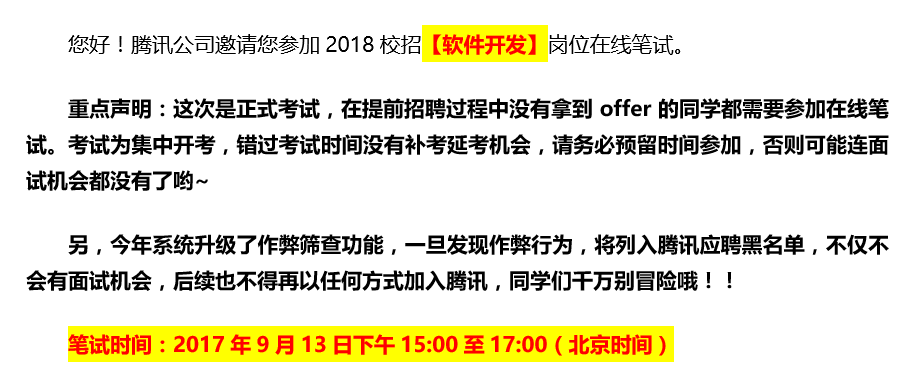 您好！腾讯公司邀请您参加 2018 校招【软件开发】岗位在线笔试。
重点声明：这次是正式考试，在提前招聘过程中没有拿到 offer 的同学都需要参加在线笔
试。考试为集中开考，错过考试时间没有补考延考机会，请务必预留时间参加，否则可能连面
试机会都没有了哟~
另，今年系统升级了作弊筛查功能，一旦发现作弊行为，将列入腾讯应聘黑名单，不仅不
会有面试机会，后续也不得再以任何方式加入腾讯，同学们千万别冒险哦！！
笔试时间：2017 年 9 月 13 日下午 15:00 至 17:00（北京时间）